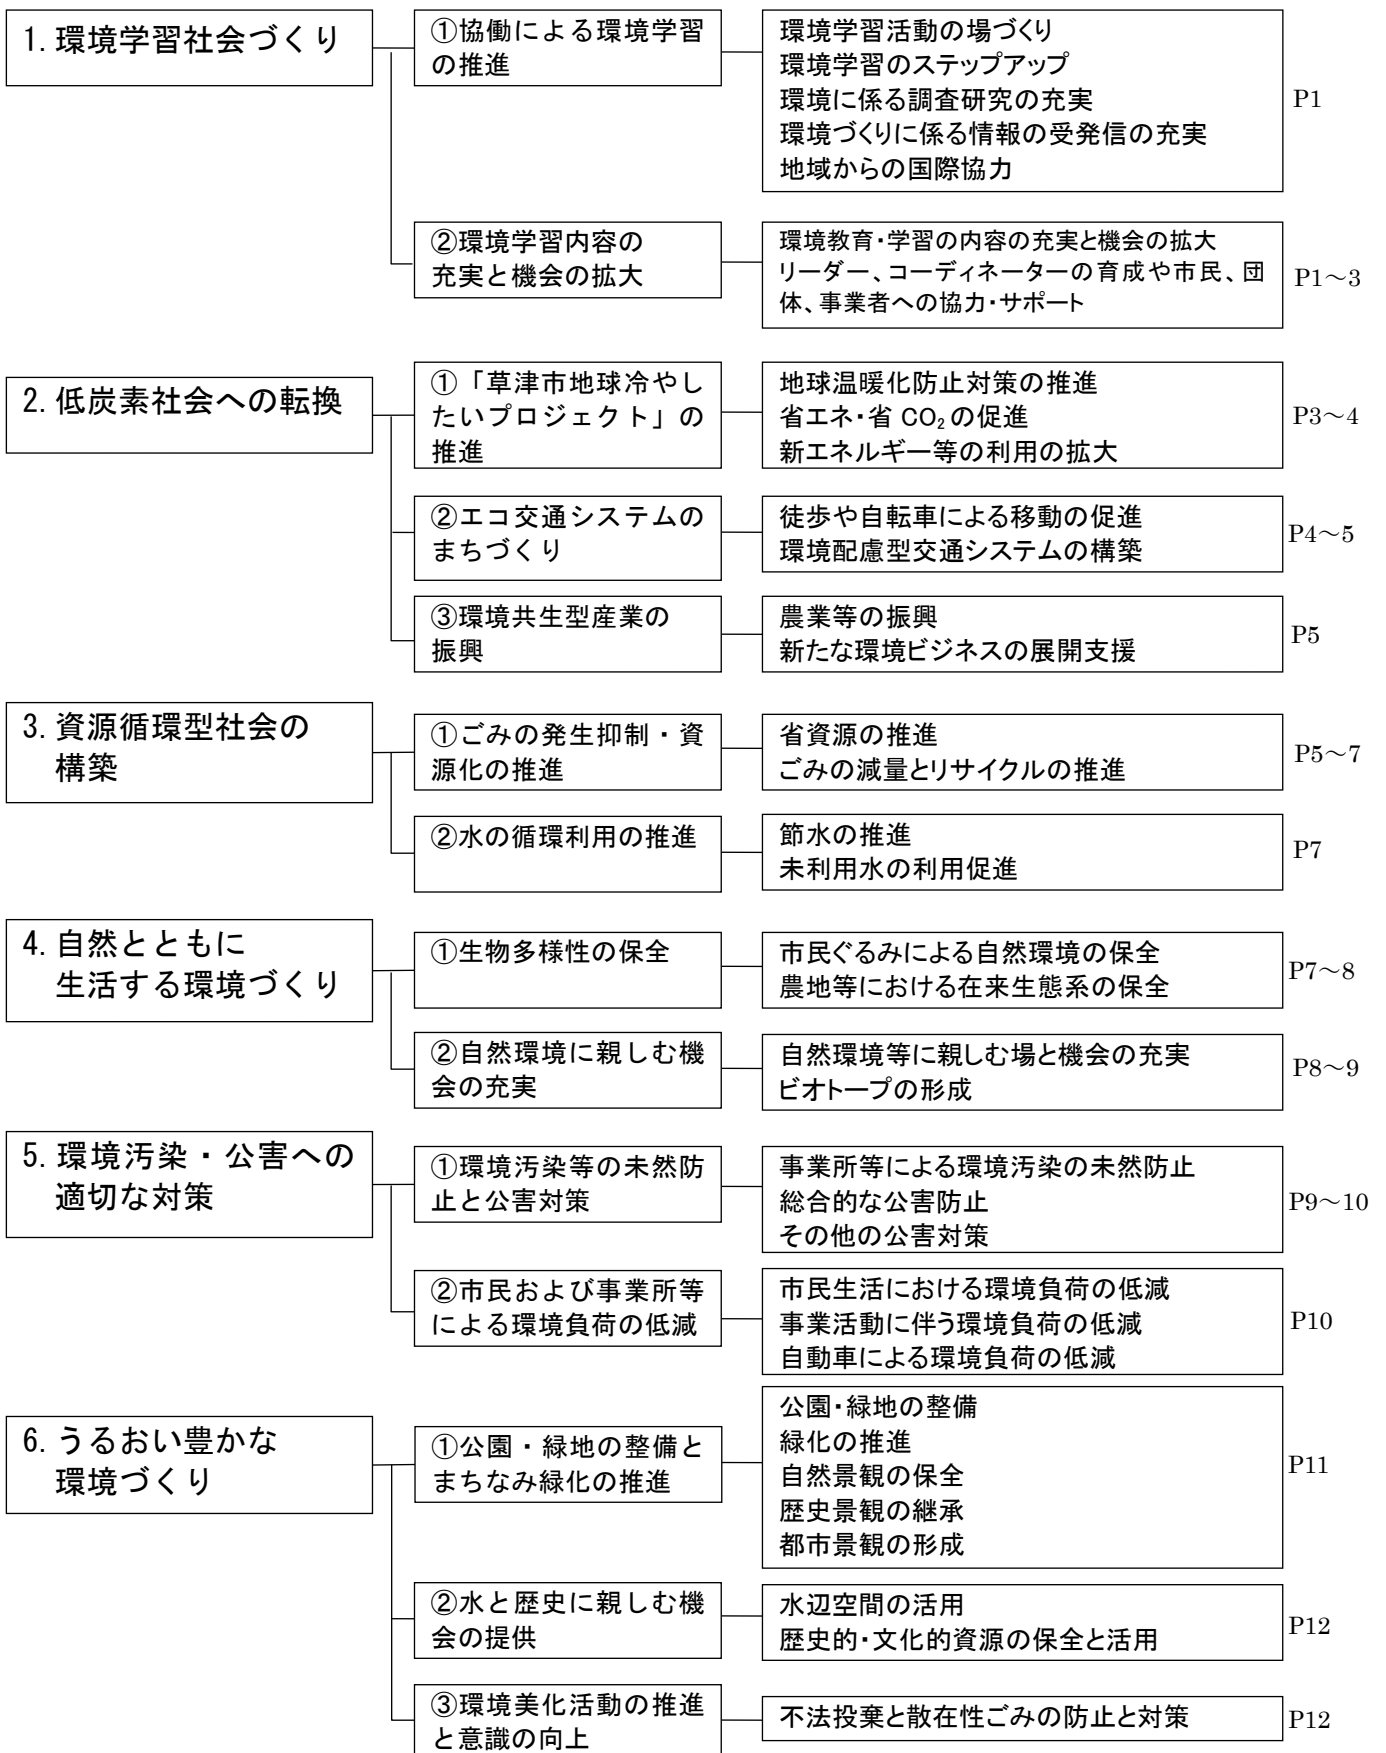 1. 環境学習社会づくり
①協働による環境学習
の推進
環境学習活動の場づくり
環境学習のステップアップ
環境に係る調査研究の充実
環境づくりに係る情報の受発信の充実
地域からの国際協力
P1
②環境学習内容の
充実と機会の拡大
環境教育・学習の内容の充実と機会の拡大
リーダー、コーディネーターの育成や市民、団
体、事業者への協力・サポート
P1～3
2. 低炭素社会への転換
①「草津市地球冷やし
たいプロジェクト」の
推進
地球温暖化防止対策の推進
省エネ・省 CO₂の促進
新エネルギー等の利用の拡大
P3～4
②エコ交通システムの
まちづくり
徒歩や自転車による移動の促進
環境配慮型交通システムの構築
P4～5
③環境共生型産業の
振興
農業等の振興
新たな環境ビジネスの展開支援
P5
3. 資源循環型社会の
構築
①ごみの発生抑制・資
源化の推進
省資源の推進
ごみの減量とリサイクルの推進
P5～7
②水の循環利用の推進
節水の推進
未利用水の利用促進
P7
4. 自然とともに
生活する環境づくり
①生物多様性の保全
市民ぐるみによる自然環境の保全
農地等における在来生態系の保全
P7～8
②自然環境に親しむ機
会の充実
自然環境等に親しむ場と機会の充実
ビオトープの形成
P8～9
5. 環境汚染・公害への
適切な対策
①環境汚染等の未然防
止と公害対策
事業所等による環境汚染の未然防止
総合的な公害防止
その他の公害対策
P9～10
②市民および事業所等
による環境負荷の低減
市民生活における環境負荷の低減
事業活動に伴う環境負荷の低減
自動車による環境負荷の低減
P10
6. うるおい豊かな
環境づくり
①公園・緑地の整備と
まちなみ緑化の推進
公園・緑地の整備
緑化の推進
自然景観の保全
歴史景観の継承
都市景観の形成
P11
②水と歴史に親しむ機
会の提供
水辺空間の活用
歴史的・文化的資源の保全と活用
P12
③環境美化活動の推進
と意識の向上
不法投棄と散在性ごみの防止と対策
P12